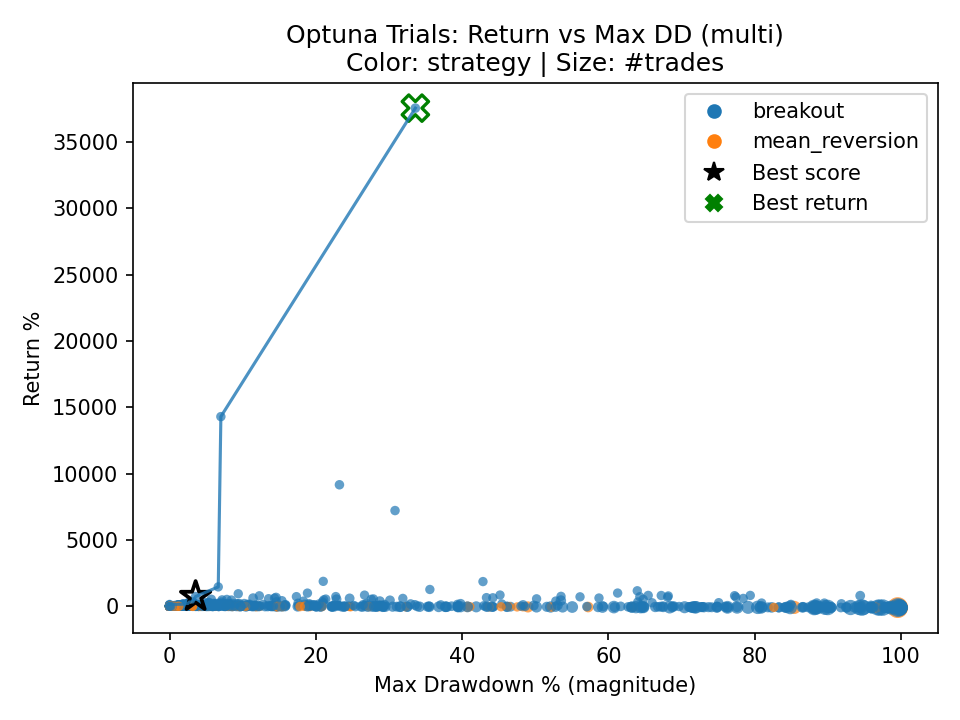 Optuna Trials: Return vs Max DD (multi)
Color: strategy | Size: #trades
breakout
mean_reversion
Best score
Best return
Return %
35000
30000
25000
20000
15000
10000
5000
0
0 20 40 60 80 100
Max Drawdown % (magnitude)